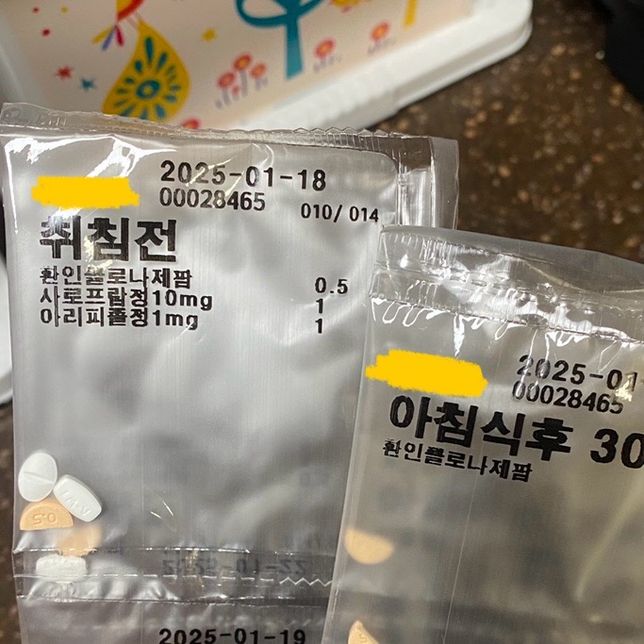 2025-01-18
00028465 010/ 014
취침전
환인클로나제팜 0.5
사로프람정10mg 1
아리피졸정1mg 1
2025-01-19
2025-01
00028465
아침식후 30
환인클로나제팜
0.5